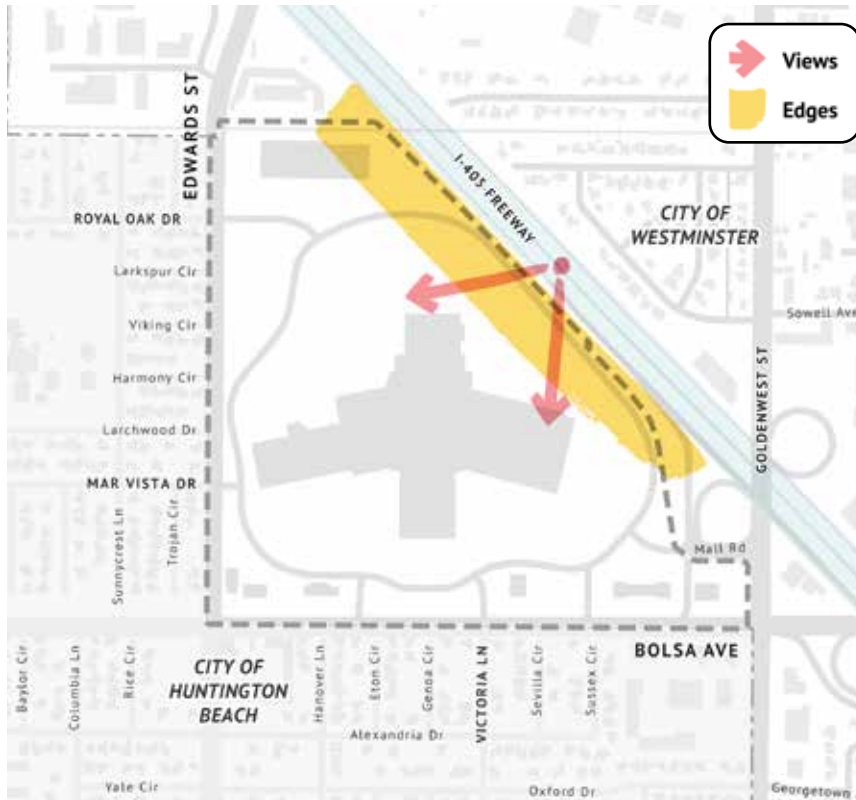 Views
Edges
EDWARDS ST
I-405 FREEWAY
CITY OF
WESTMINSTER
ROYAL OAK DR
Larkspur Cir
Sowell Ave
Viking Cir
Harmony Cir
GOLDENWEST ST
Larchwood Dr
MAR VISTA DR
Sunnycrest Ln
Trojan Cir
Mall Rd
BOLSA AVE
Baylor Cir
Columbia Ln
Rice Cir
CITY OF
HUNTINGTON
BEACH
Hanover Ln
Eton Cir
Genoa Cir
VICTORIA LN
Sevilla Cir
Sussex Cir
Alexandria Dr
Yale Cir
Oxford Dr
Georgetown